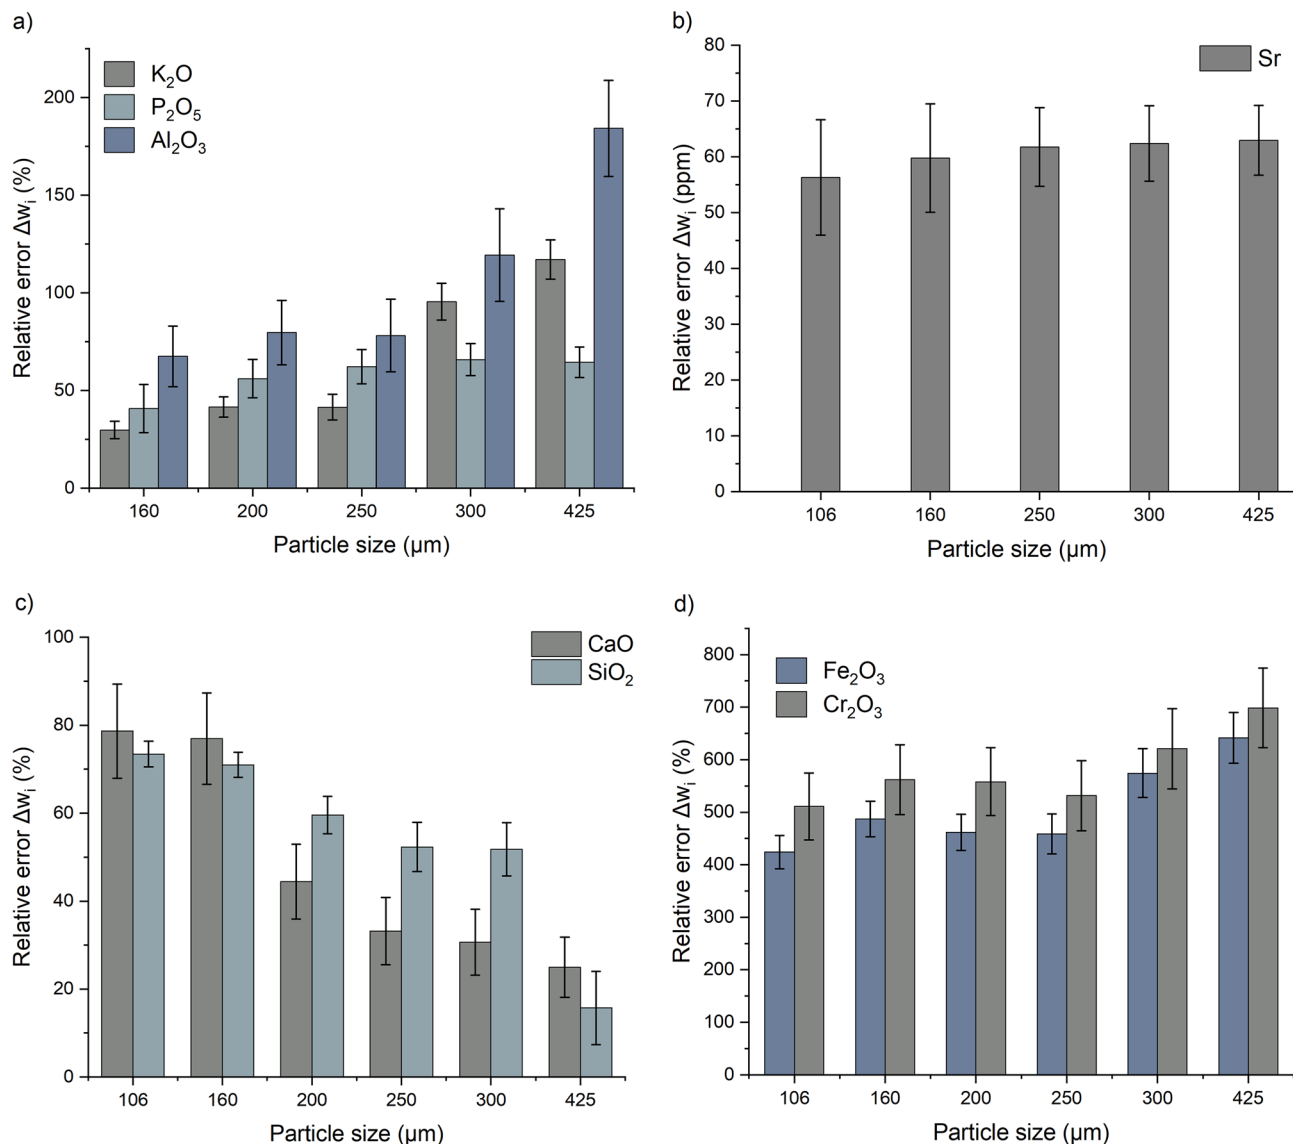 a)
K₂O
P₂O₅
Al₂O₃
Relative error Δwᵢ (%)
200
150
100
50
0
160 200 250 300 425
Particle size (µm)
b)
Sr
Relative error Δwᵢ (ppm)
80
70
60
50
40
30
20
10
0
106 160 250 300 425
Particle size (µm)
c)
CaO
SiO₂
Relative error Δwᵢ (%)
100
80
60
40
20
0
106 160 200 250 300 425
Particle size (µm)
d)
Fe₂O₃
Cr₂O₃
Relative error Δwᵢ (%)
800
700
600
500
400
300
200
100
0
106 160 200 250 300 425
Particle size (µm)